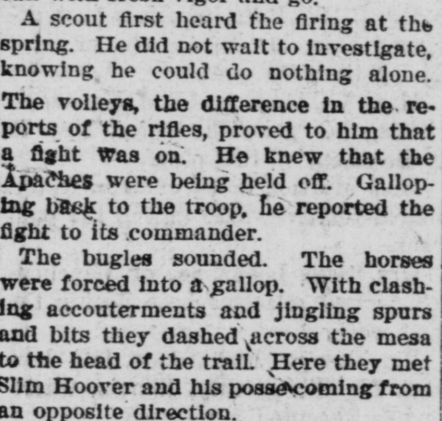 A scout first heard the firing at the
spring. He did not wait to investigate,
knowing he could do nothing alone.
The volleys, the difference in the re-
ports of the rifles, proved to him that
a fight was on. He knew that the
Apaches were being held off. Gallop-
ing back to the troop, he reported the
fight to its commander.
The bugles sounded. The horses
were forced into a gallop. With clash-
ing accouterments and jingling spurs
and bits they dashed across the mesa
to the head of the trail. Here they met
Slim Hoover and his posse coming from
an opposite direction.